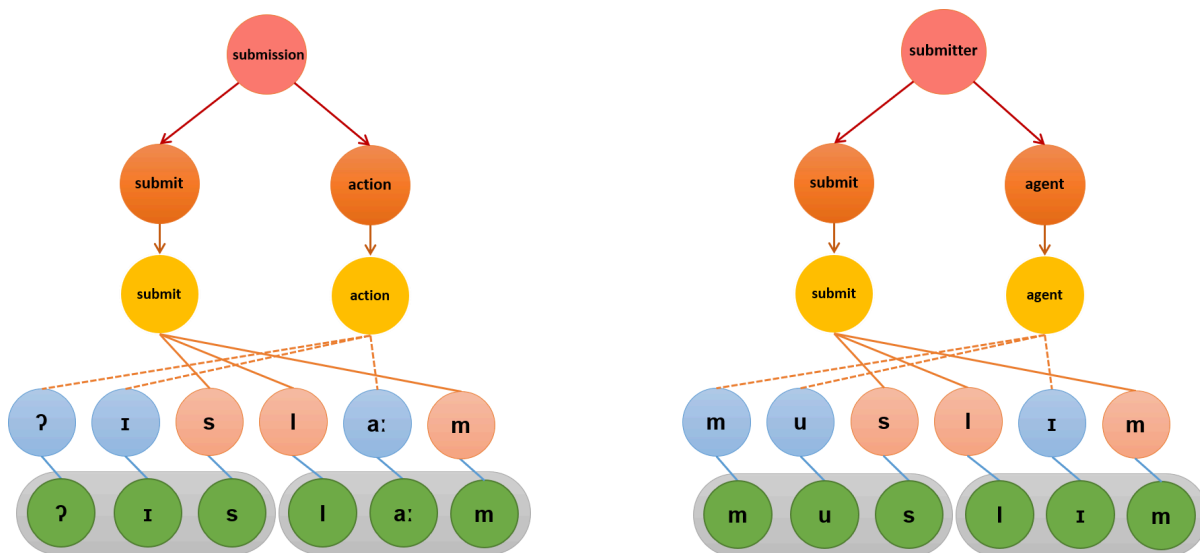 submission
submitter
submit
action
submit
agent
submit
action
submit
agent
ʔ ɪ s l aː m
m u s l ɪ m
ʔ ɪ s l aː m
m u s l ɪ m